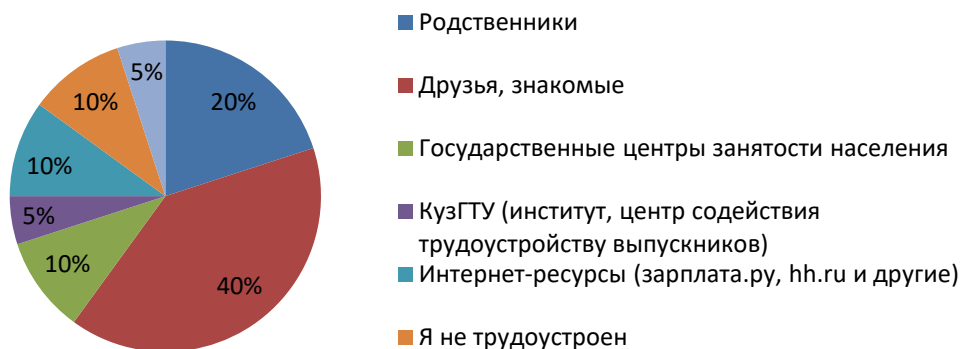 5%
20%
10%
10%
5%
10%
40%
Родственники
Друзья, знакомые
Государственные центры занятости населения
КузГТУ (институт, центр содействия
трудоустройству выпускников)
Интернет-ресурсы (зарплата.ру, hh.ru и другие)
Я не трудоустроен